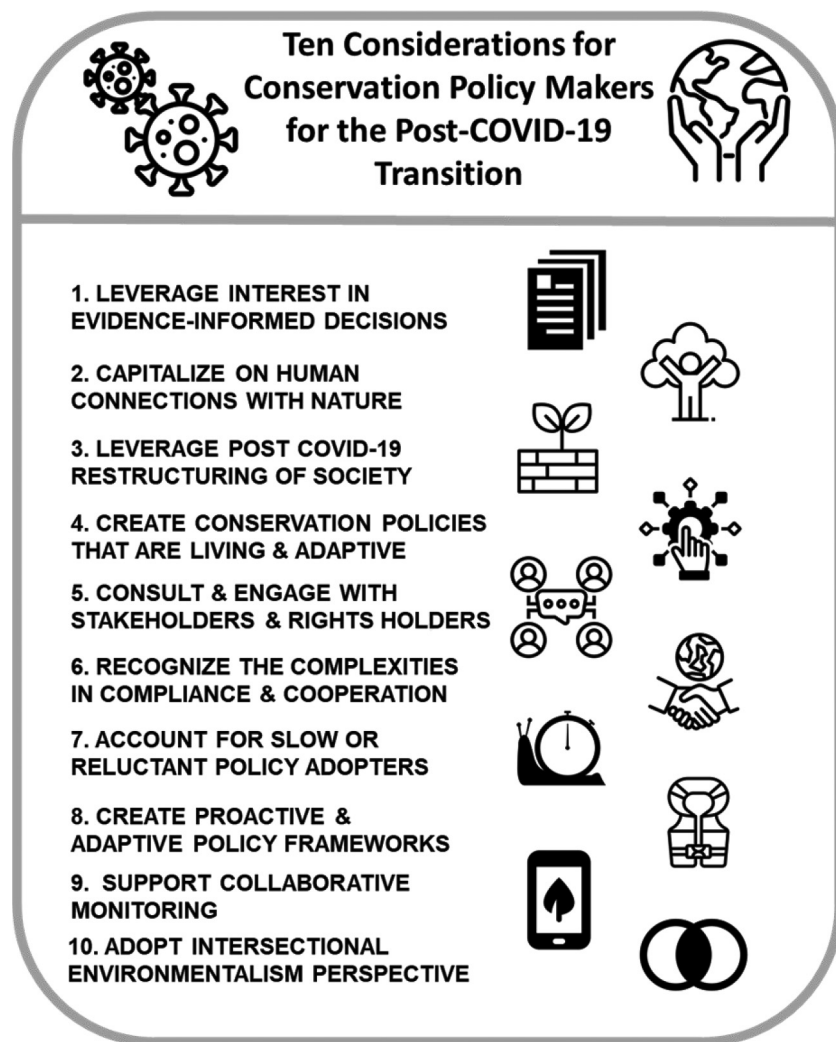 Ten Considerations for
Conservation Policy Makers
for the Post-COVID-19
Transition
1. LEVERAGE INTEREST IN
EVIDENCE-INFORMED DECISIONS
2. CAPITALIZE ON HUMAN
CONNECTIONS WITH NATURE
3. LEVERAGE POST COVID-19
RESTRUCTURING OF SOCIETY
4. CREATE CONSERVATION POLICIES
THAT ARE LIVING & ADAPTIVE
5. CONSULT & ENGAGE WITH
STAKEHOLDERS & RIGHTS HOLDERS
6. RECOGNIZE THE COMPLEXITIES
IN COMPLIANCE & COOPERATION
7. ACCOUNT FOR SLOW OR
RELUCTANT POLICY ADOPTERS
8. CREATE PROACTIVE &
ADAPTIVE POLICY FRAMEWORKS
9. SUPPORT COLLABORATIVE
MONITORING
10. ADOPT INTERSECTIONAL
ENVIRONMENTALISM PERSPECTIVE